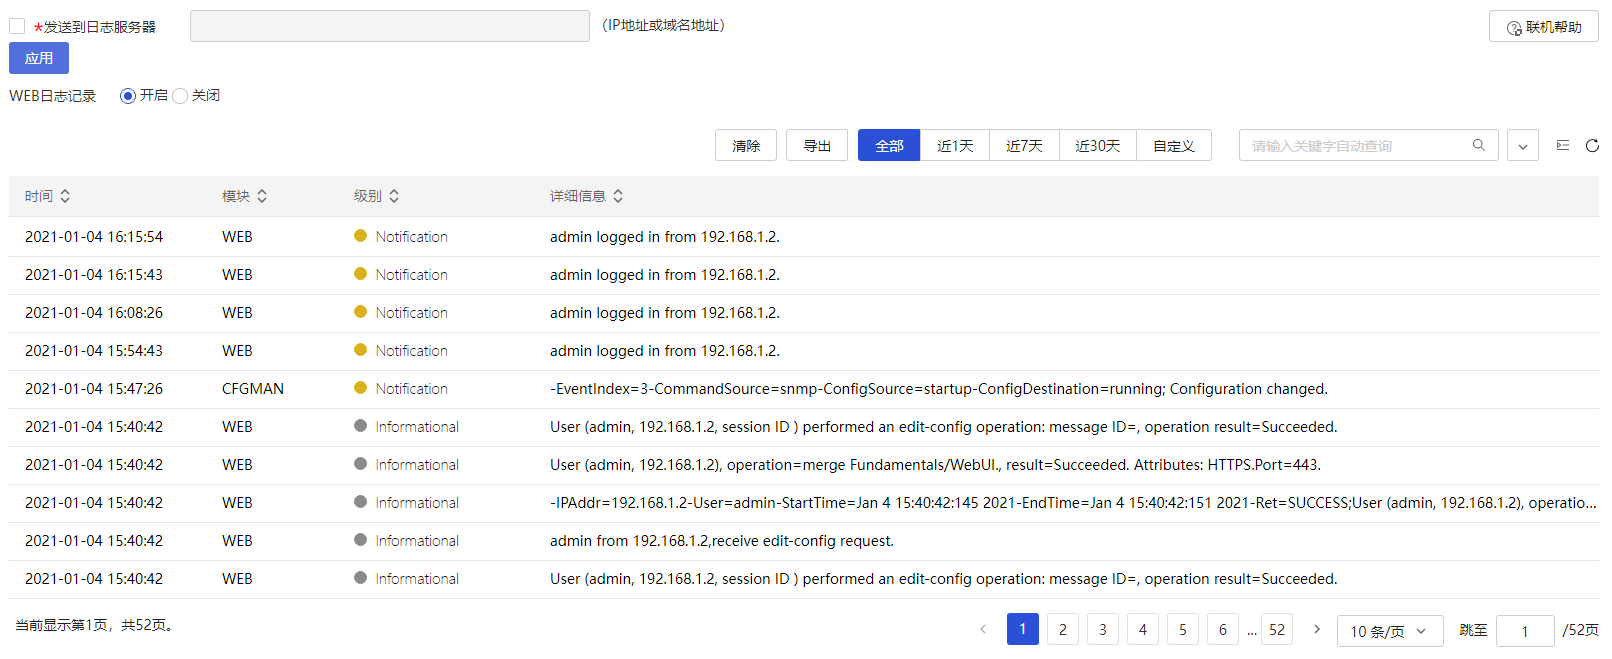 *发送到日志服务器 （IP地址或域名地址） 联机帮助
应用
WEB日志记录 开启 关闭
清除 导出 全部 近1天 近7天 近30天 自定义 请输入关键字自动查询
时间 模块 级别 详细信息
2021-01-04 16:15:54 WEB Notification admin logged in from 192.168.1.2.
2021-01-04 16:15:43 WEB Notification admin logged in from 192.168.1.2.
2021-01-04 16:08:26 WEB Notification admin logged in from 192.168.1.2.
2021-01-04 15:54:43 WEB Notification admin logged in from 192.168.1.2.
2021-01-04 15:47:26 CFGMAN Notification -EventIndex=3-CommandSource=snmp-ConfigSource=startup-ConfigDestination=running; Configuration changed.
2021-01-04 15:40:42 WEB Informational User (admin, 192.168.1.2, session ID ) performed an edit-config operation: message ID=, operation result=Succeeded.
2021-01-04 15:40:42 WEB Informational User (admin, 192.168.1.2), operation=merge Fundamentals/WebUI., result=Succeeded. Attributes: HTTPS.Port=443.
2021-01-04 15:40:42 WEB Informational -IPAddr=192.168.1.2-User=admin-StartTime=Jan 4 15:40:42:145 2021-EndTime=Jan 4 15:40:42:151 2021-Ret=SUCCESS;User (admin, 192.168.1.2), operatio...
2021-01-04 15:40:42 WEB Informational admin from 192.168.1.2,receive edit-config request.
2021-01-04 15:40:42 WEB Informational User (admin, 192.168.1.2, session ID ) performed an edit-config operation: message ID=, operation result=Succeeded.
当前显示第1页，共52页。 1 2 3 4 5 6 ... 52 10 条/页 跳至 1 /52页